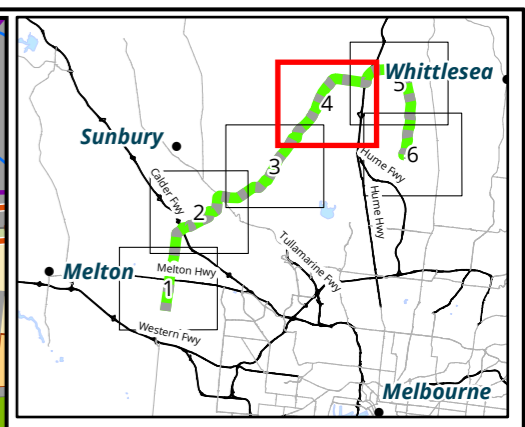 Whittlesea
5
4
Sunbury
6
Hume Fwy
3
Calder Fwy
Hume Hwy
2
Tullamarine Fwy
Melton
Melton Hwy
1
Western Fwy
Melbourne